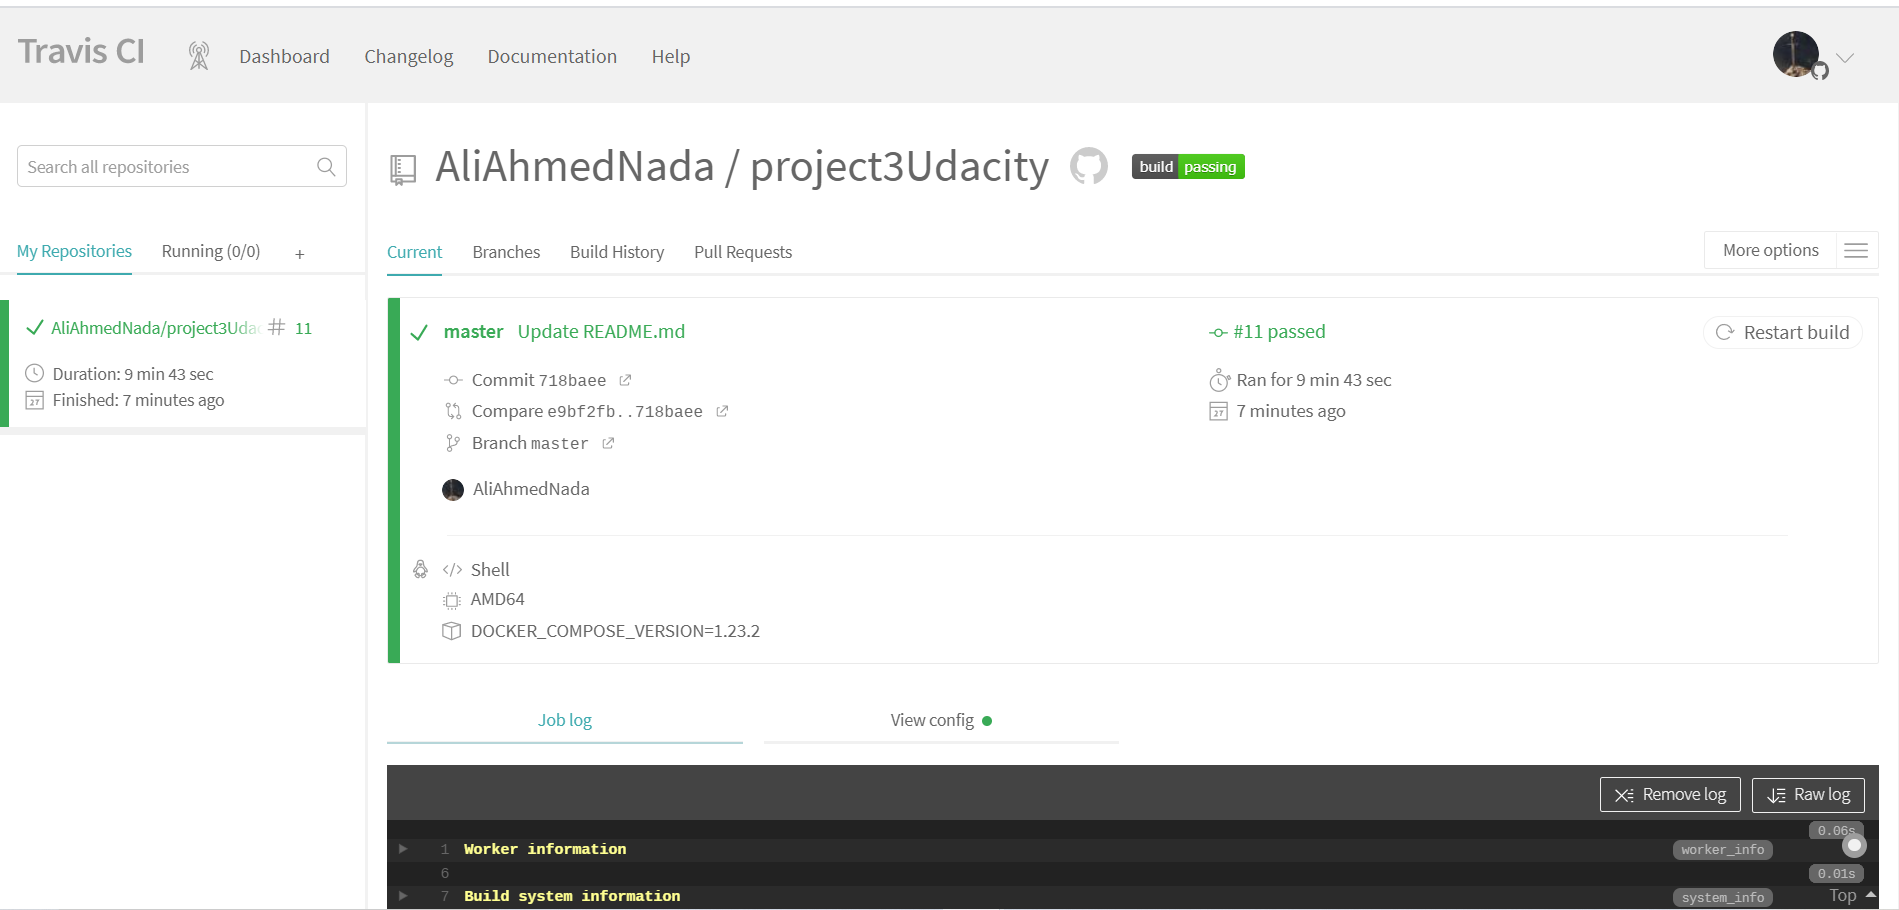 Travis CI
Dashboard Changelog Documentation Help
Search all repositories
My Repositories Running (0/0) +
AliAhmedNada/project3Udac # 11
Duration: 9 min 43 sec
27 Finished: 7 minutes ago
AliAhmedNada / project3Udacity build passing
Current Branches Build History Pull Requests More options
master Update README.md
Commit 718baee
Compare e9bf2fb..718baee
Branch master
AliAhmedNada
#11 passed
Ran for 9 min 43 sec
27 7 minutes ago
Restart build
</> Shell
AMD64
DOCKER_COMPOSE_VERSION=1.23.2
Job log View config
Remove log Raw log
0.06s
1 Worker information worker_info
6
0.01s
7 Build system information system_info
Top